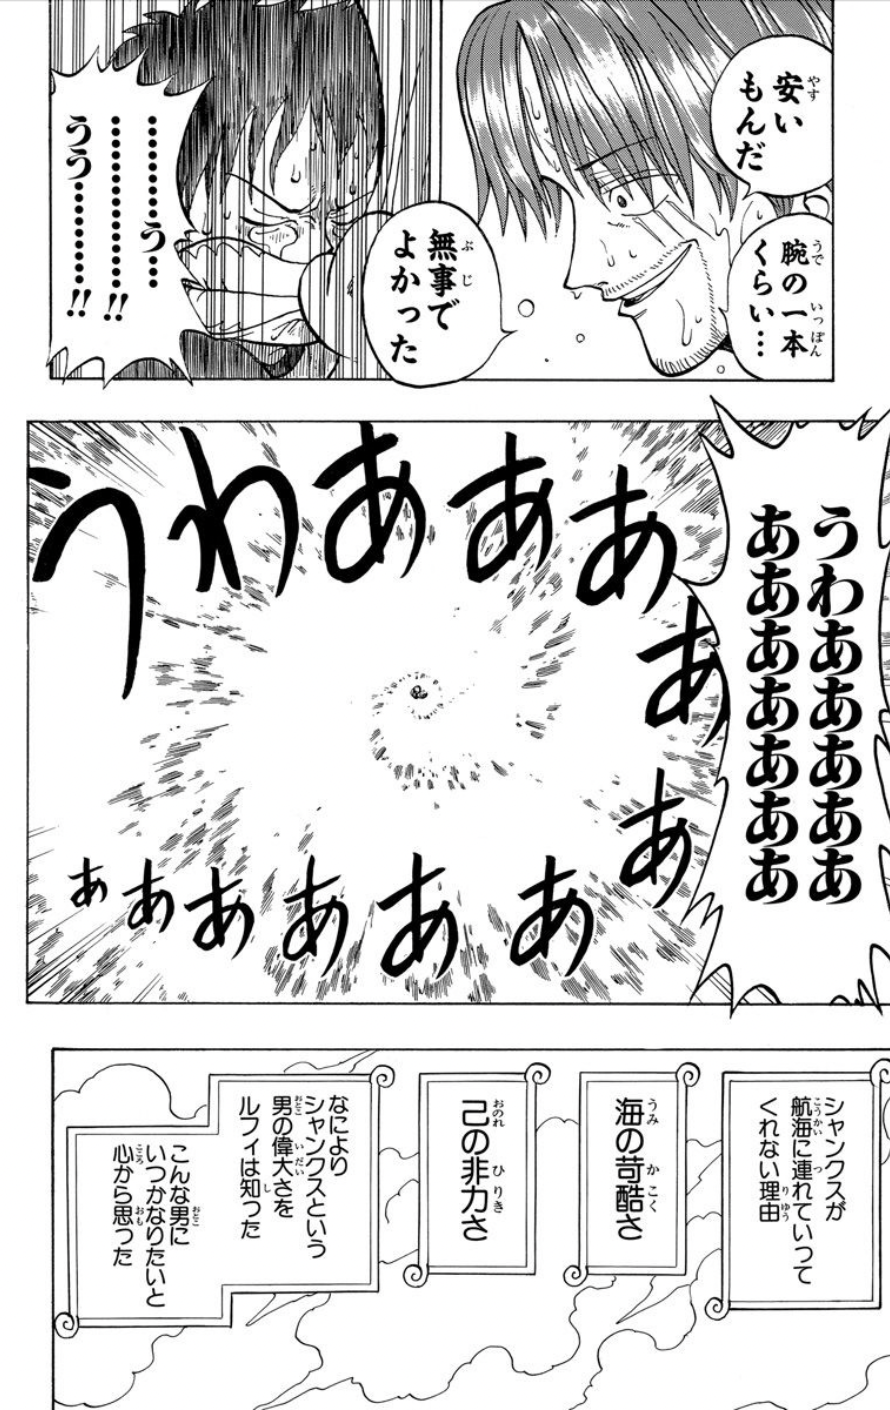 安い
もんだ
腕の一本
くらい…
無事で
よかった
………う…
……………!!
うう…………!!
うわああああああ
あああああああ
うわあああああああああああ
シャンクスが
航海に連れていって
くれない理由
海の苛酷さ
己の非力さ
なにより
シャンクスという
男の偉大さを
ルフィは知った
こんな男に
いつかなりたいと
心から思った